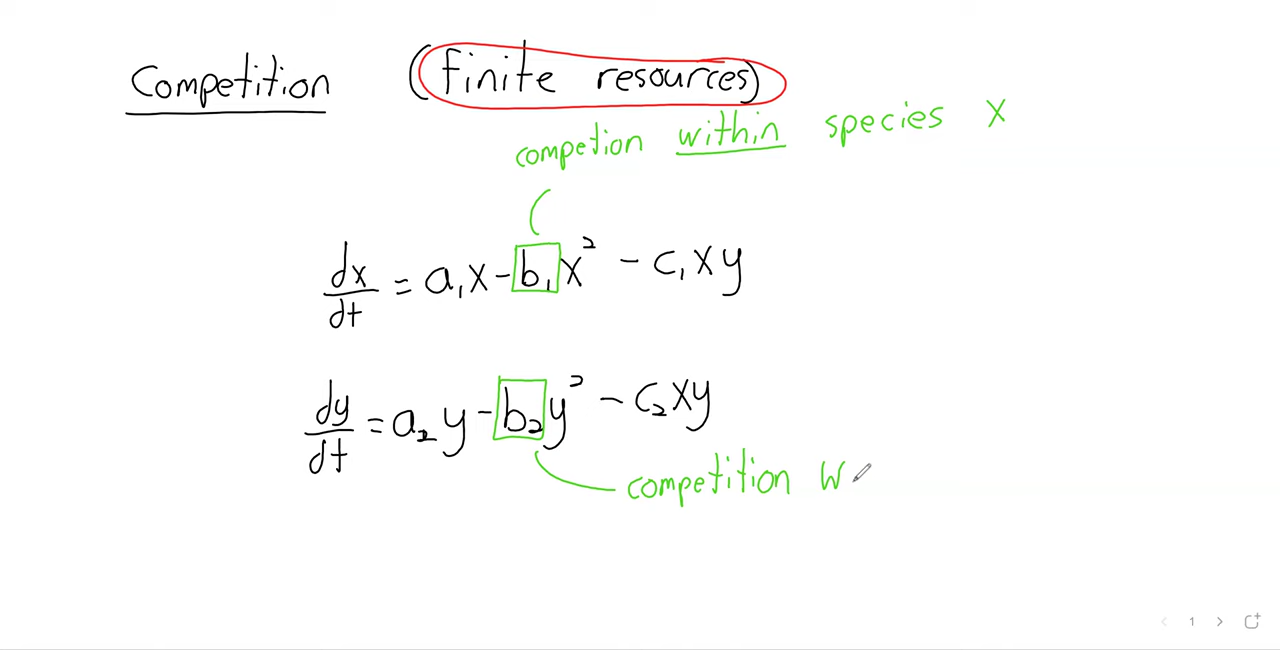 Competition (finite resources)
competion within species X
dx/dt = a₁x - b₁x² - c₁xy
dy/dt = a₂y - b₂y² - c₂xy
competition w
1